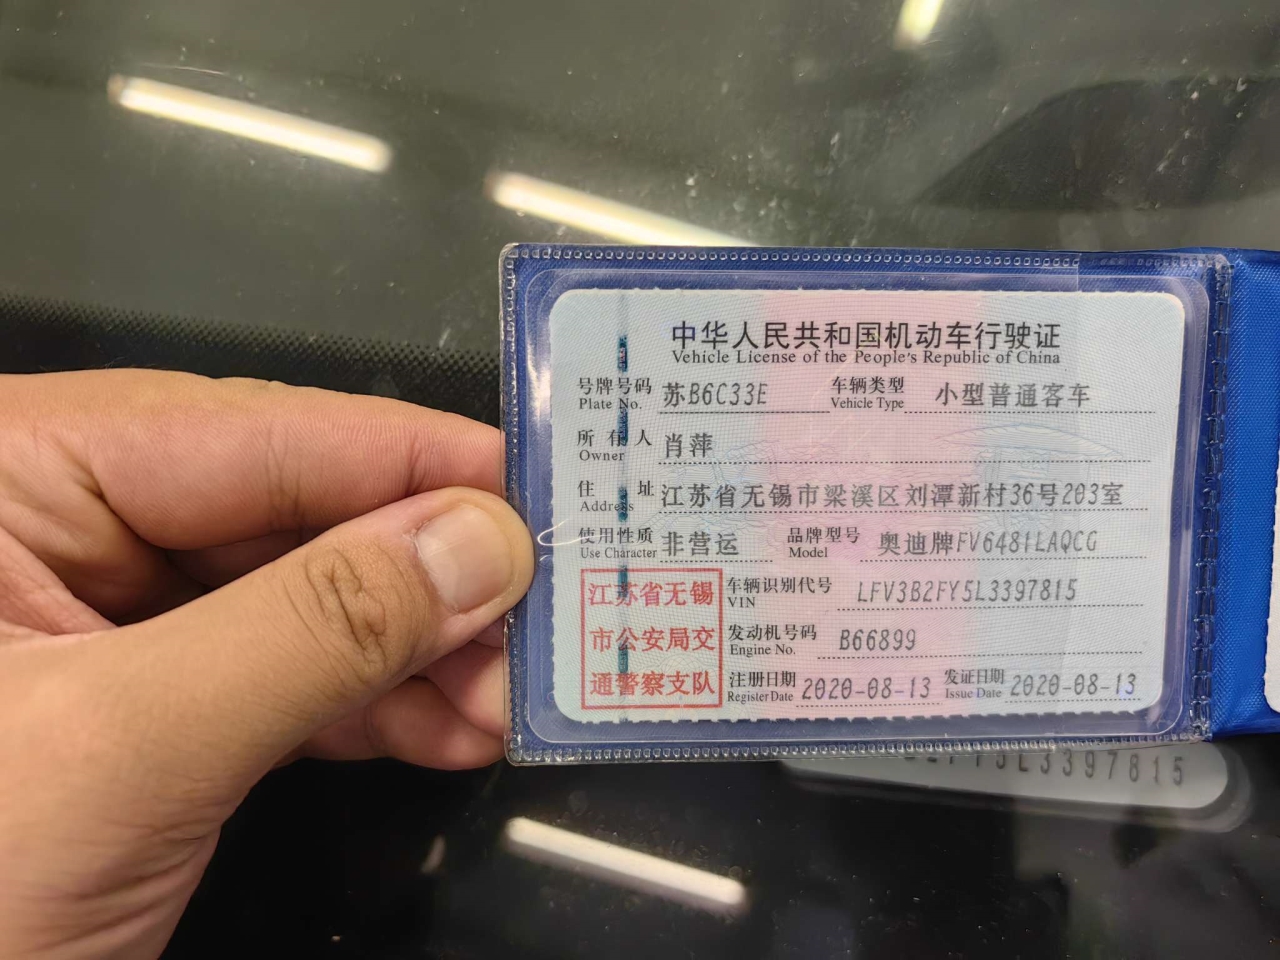 中华人民共和国机动车行驶证
Vehicle License of the People's Republic of China
号牌号码 苏B6C33E 车辆类型 小型普通客车
Plate No. Vehicle Type
所有人 肖萍
Owner
住址 江苏省无锡市梁溪区刘潭新村36号203室
Address
使用性质 非营运 品牌型号 奥迪牌FV6481LAQCG
Use Character Model
江苏省无锡 车辆识别代号 LFV3B2FY5L3397815
VIN
市公安局交 发动机号码 B66899
Engine No.
通警察支队 注册日期 2020-08-13 发证日期 2020-08-13
Register Date Issue Date
5L3397815